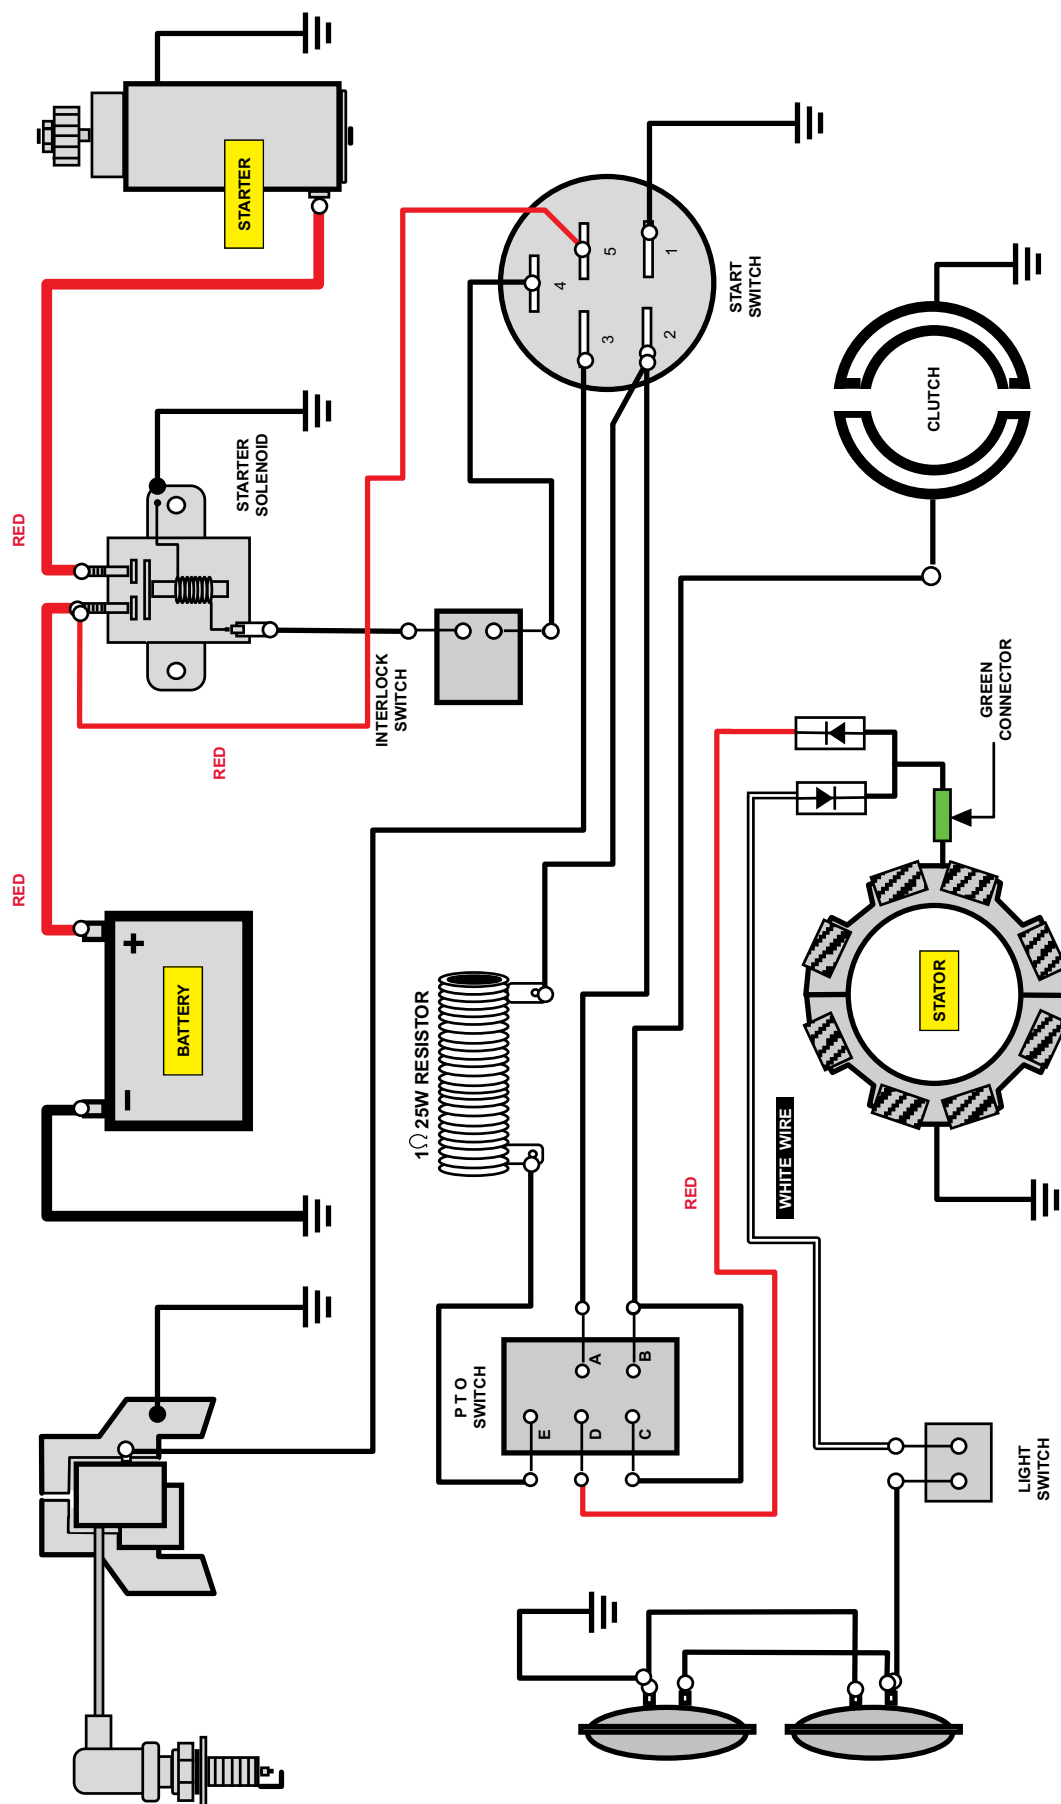 STARTER
RED
STARTER
SOLENOID
1
2
3
4
5
START
SWITCH
CLUTCH
INTERLOCK
SWITCH
RED
RED
GREEN
CONNECTOR
+
BATTERY
−
1Ω 25W RESISTOR
STATOR
WHITE WIRE
RED
P T O
SWITCH
A
B
E
D
C
LIGHT
SWITCH